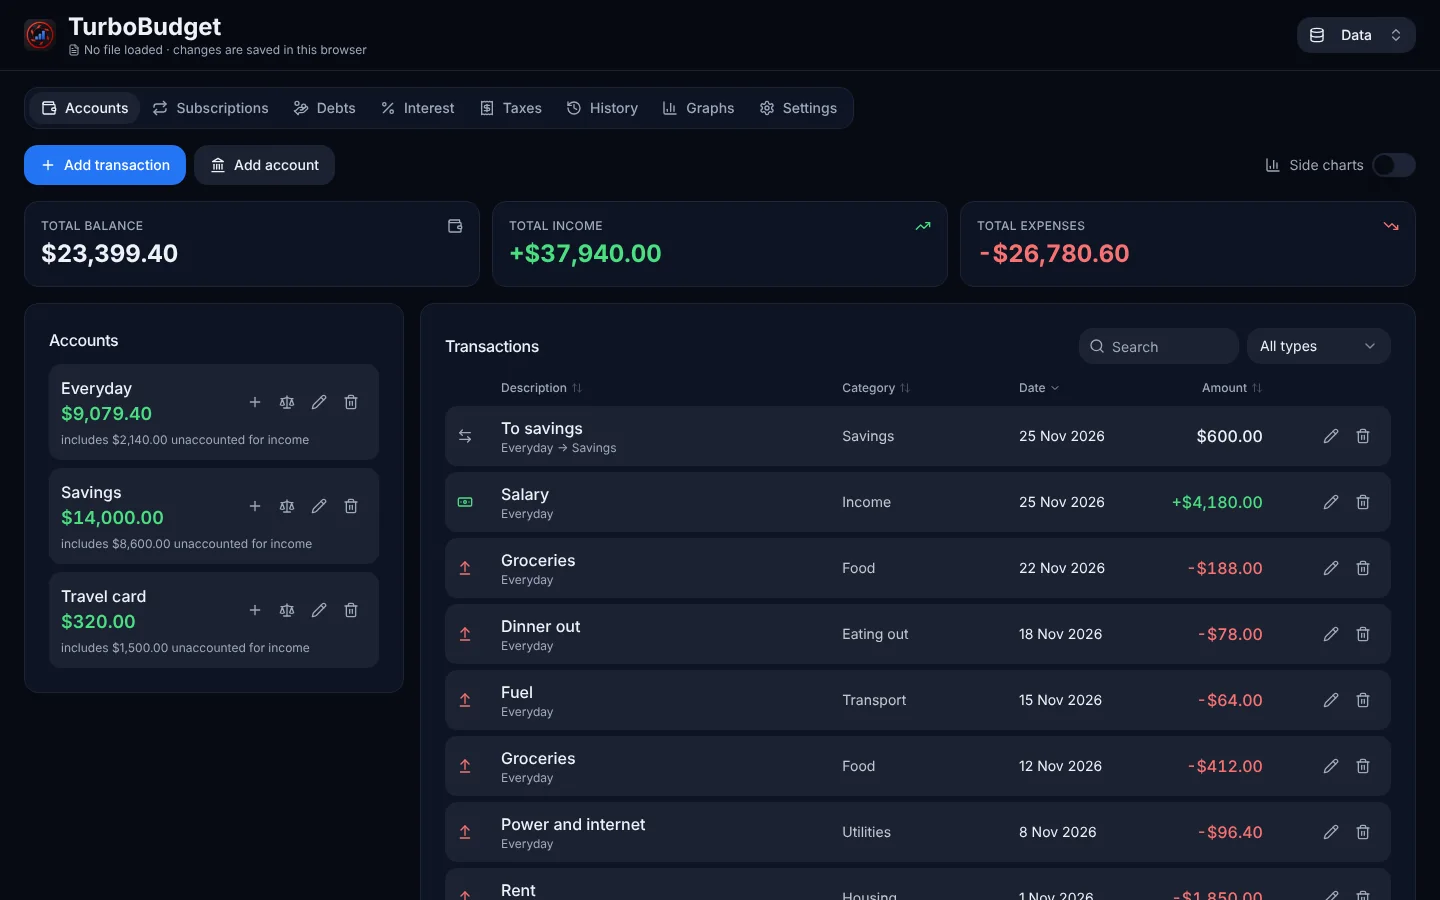 TurboBudget
No file loaded · changes are saved in this browser
Data
Accounts
Subscriptions
Debts
Interest
Taxes
History
Graphs
Settings
Add transaction
Add account
Side charts
TOTAL BALANCE
$23,399.40
TOTAL INCOME
+$37,940.00
TOTAL EXPENSES
-$26,780.60
Accounts
Everyday
$9,079.40
includes $2,140.00 unaccounted for income
Savings
$14,000.00
includes $8,600.00 unaccounted for income
Travel card
$320.00
includes $1,500.00 unaccounted for income
Transactions
Search
All types
Description
Category
Date
Amount
To savings
Everyday → Savings
Savings
25 Nov 2026
$600.00
Salary
Everyday
Income
25 Nov 2026
+$4,180.00
Groceries
Everyday
Food
22 Nov 2026
-$188.00
Dinner out
Everyday
Eating out
18 Nov 2026
-$78.00
Fuel
Everyday
Transport
15 Nov 2026
-$64.00
Groceries
Everyday
Food
12 Nov 2026
-$412.00
Power and internet
Everyday
Utilities
8 Nov 2026
-$96.40
Rent
Housing
1 Nov 2026
-$1,850.00